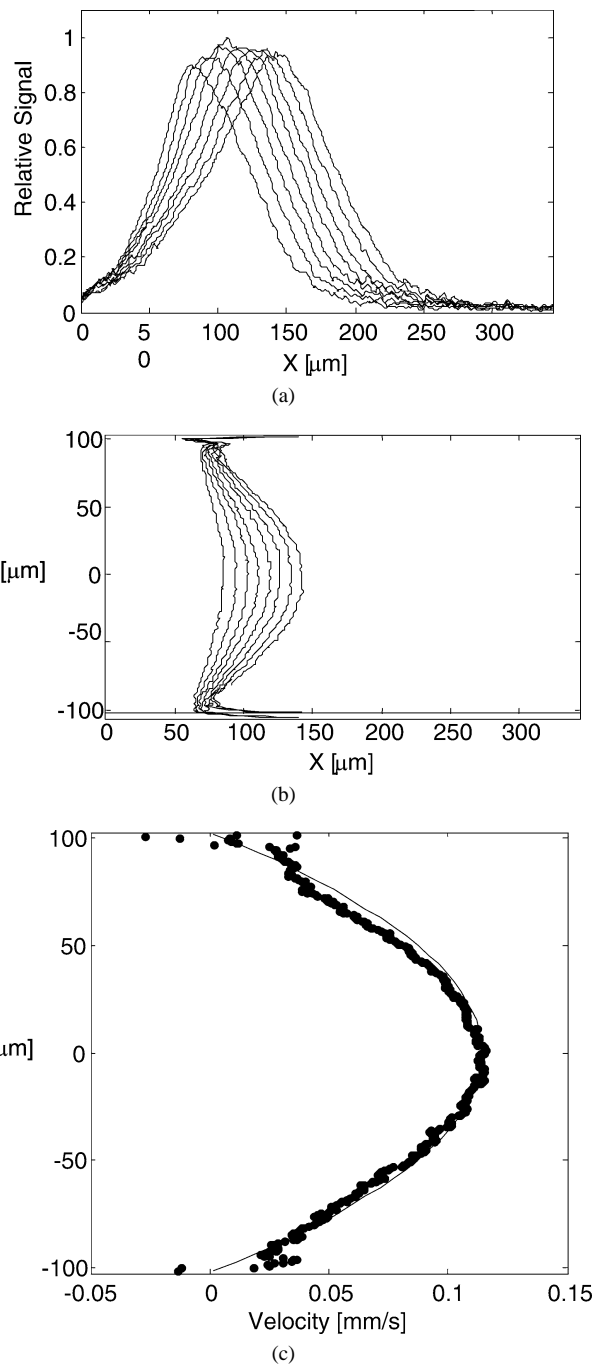 1
0.8
0.6
0.4
0.2
0
Relative Signal
0 5 100 150 200 250 300
0
X [μm]
(a)
100
50
0
-50
-100
[μm]
0 50 100 150 200 250 300
X [μm]
(b)
100
50
0
-50
-100
μm]
-0.05 0 0.05 0.1 0.15
Velocity [mm/s]
(c)